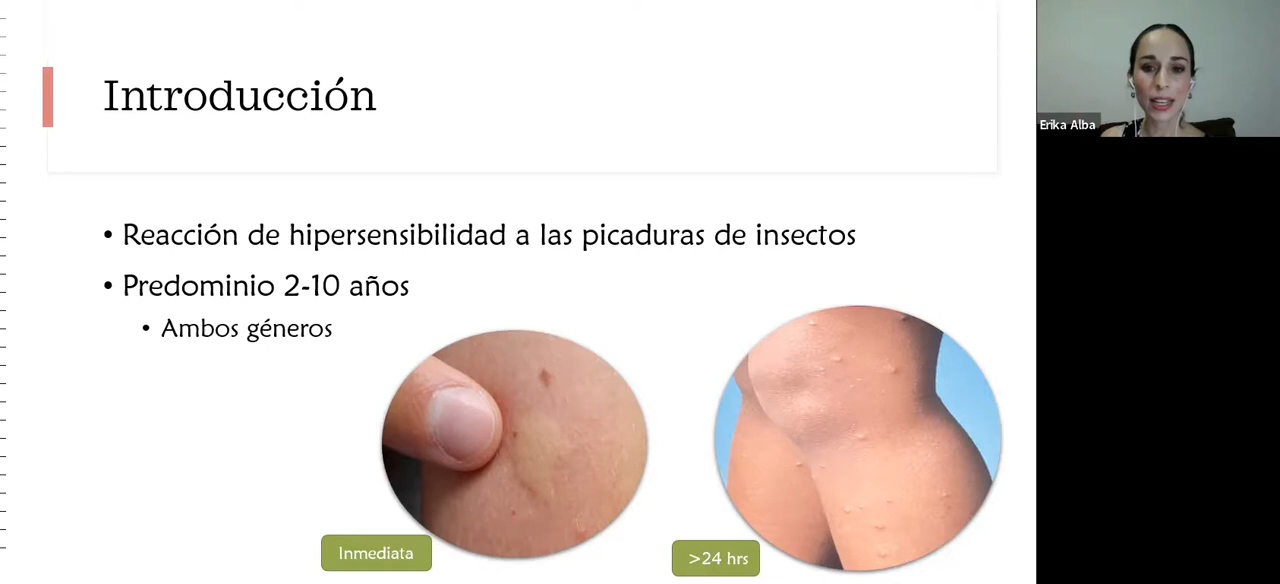 Introducción
• Reacción de hipersensibilidad a las picaduras de insectos
• Predominio 2-10 años
• Ambos géneros
Inmediata
>24 hrs
Erika Alba